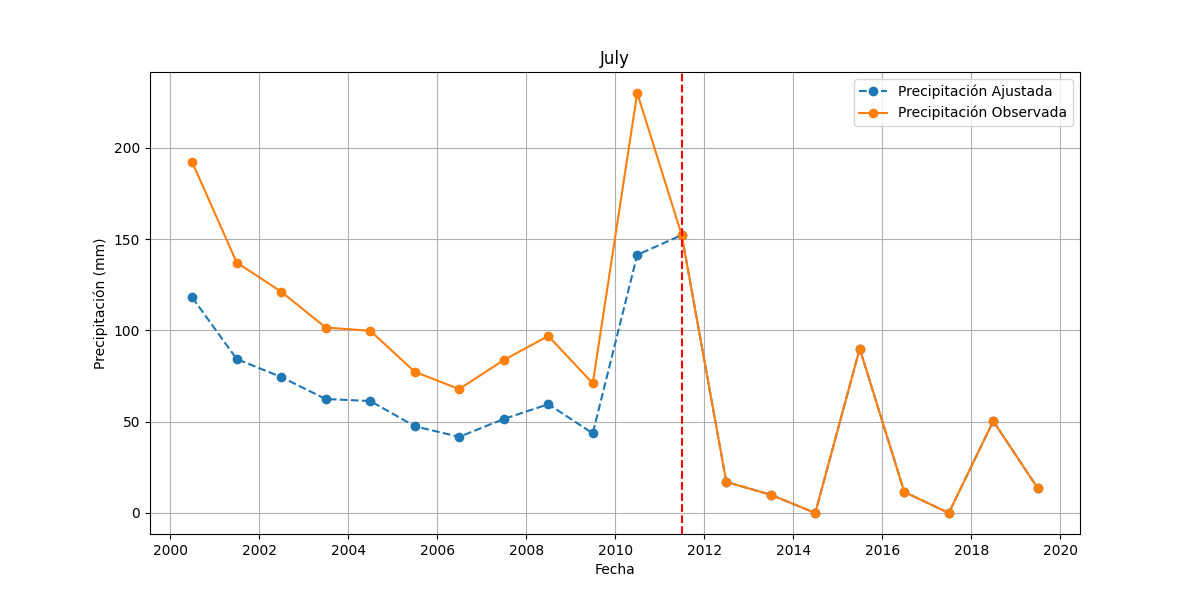 July
Precipitación Ajustada
Precipitación Observada
Precipitación (mm)
200
150
100
50
0
2000 2002 2004 2006 2008 2010 2012 2014 2016 2018 2020
Fecha